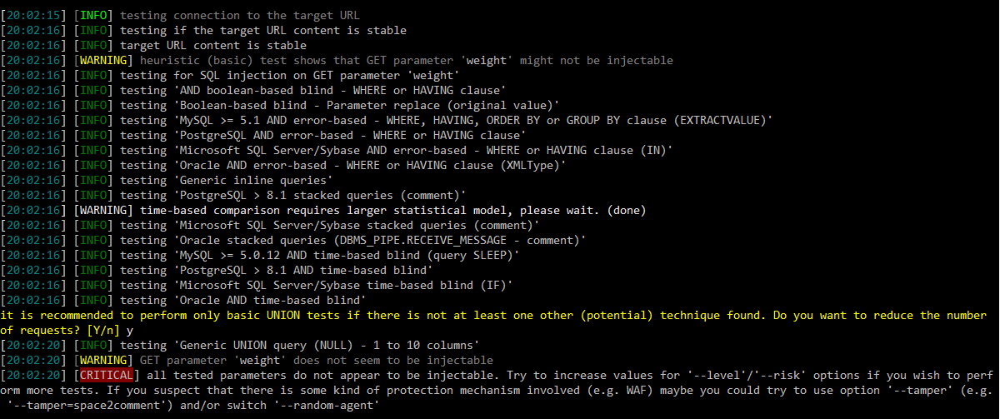 [20:02:15] [INFO] testing connection to the target URL
[20:02:16] [INFO] testing if the target URL content is stable
[20:02:16] [INFO] target URL content is stable
[20:02:16] [WARNING] heuristic (basic) test shows that GET parameter 'weight' might not be injectable
[20:02:16] [INFO] testing for SQL injection on GET parameter 'weight'
[20:02:16] [INFO] testing 'AND boolean-based blind - WHERE or HAVING clause'
[20:02:16] [INFO] testing 'Boolean-based blind - Parameter replace (original value)'
[20:02:16] [INFO] testing 'MySQL >= 5.1 AND error-based - WHERE, HAVING, ORDER BY or GROUP BY clause (EXTRACTVALUE)'
[20:02:16] [INFO] testing 'PostgreSQL AND error-based - WHERE or HAVING clause'
[20:02:16] [INFO] testing 'Microsoft SQL Server/Sybase AND error-based - WHERE or HAVING clause (IN)'
[20:02:16] [INFO] testing 'Oracle AND error-based - WHERE or HAVING clause (XMLType)'
[20:02:16] [INFO] testing 'Generic inline queries'
[20:02:16] [INFO] testing 'PostgreSQL > 8.1 stacked queries (comment)'
[20:02:16] [WARNING] time-based comparison requires larger statistical model, please wait. (done)
[20:02:16] [INFO] testing 'Microsoft SQL Server/Sybase stacked queries (comment)'
[20:02:16] [INFO] testing 'Oracle stacked queries (DBMS_PIPE.RECEIVE_MESSAGE - comment)'
[20:02:16] [INFO] testing 'MySQL >= 5.0.12 AND time-based blind (query SLEEP)'
[20:02:16] [INFO] testing 'PostgreSQL > 8.1 AND time-based blind'
[20:02:16] [INFO] testing 'Microsoft SQL Server/Sybase time-based blind (IF)'
[20:02:16] [INFO] testing 'Oracle AND time-based blind'
it is recommended to perform only basic UNION tests if there is not at least one other (potential) technique found. Do you want to reduce the number
of requests? [Y/n] y
[20:02:20] [INFO] testing 'Generic UNION query (NULL) - 1 to 10 columns'
[20:02:20] [WARNING] GET parameter 'weight' does not seem to be injectable
[20:02:20] [CRITICAL] all tested parameters do not appear to be injectable. Try to increase values for '--level'/'--risk' options if you wish to perf
orm more tests. If you suspect that there is some kind of protection mechanism involved (e.g. WAF) maybe you could try to use option '--tamper' (e.g.
'--tamper=space2comment') and/or switch '--random-agent'